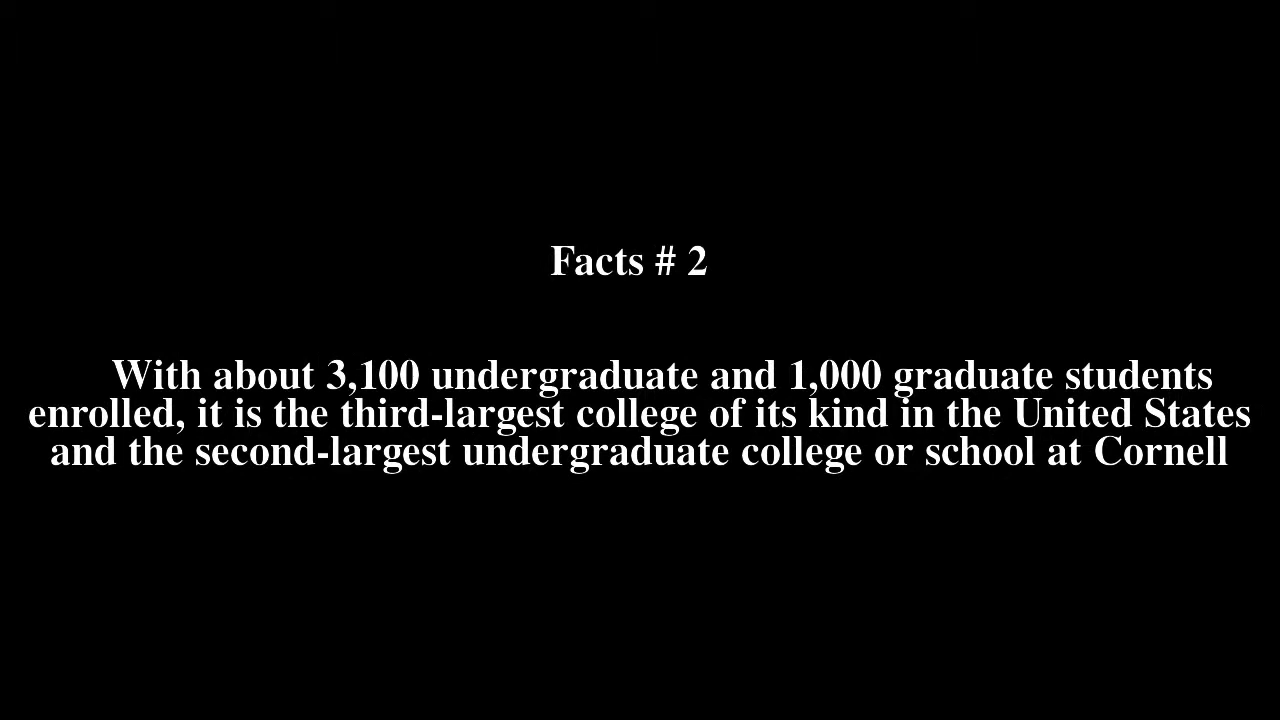 Facts # 2
With about 3,100 undergraduate and 1,000 graduate students
enrolled, it is the third-largest college of its kind in the United States
and the second-largest undergraduate college or school at Cornell